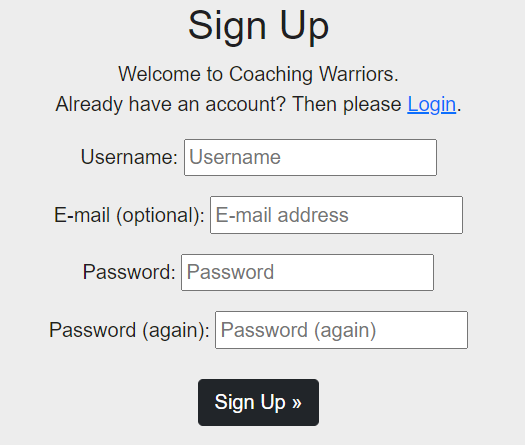 Sign Up
Welcome to Coaching Warriors.
Already have an account? Then please Login.
Username: Username
E-mail (optional): E-mail address
Password: Password
Password (again): Password (again)
Sign Up »